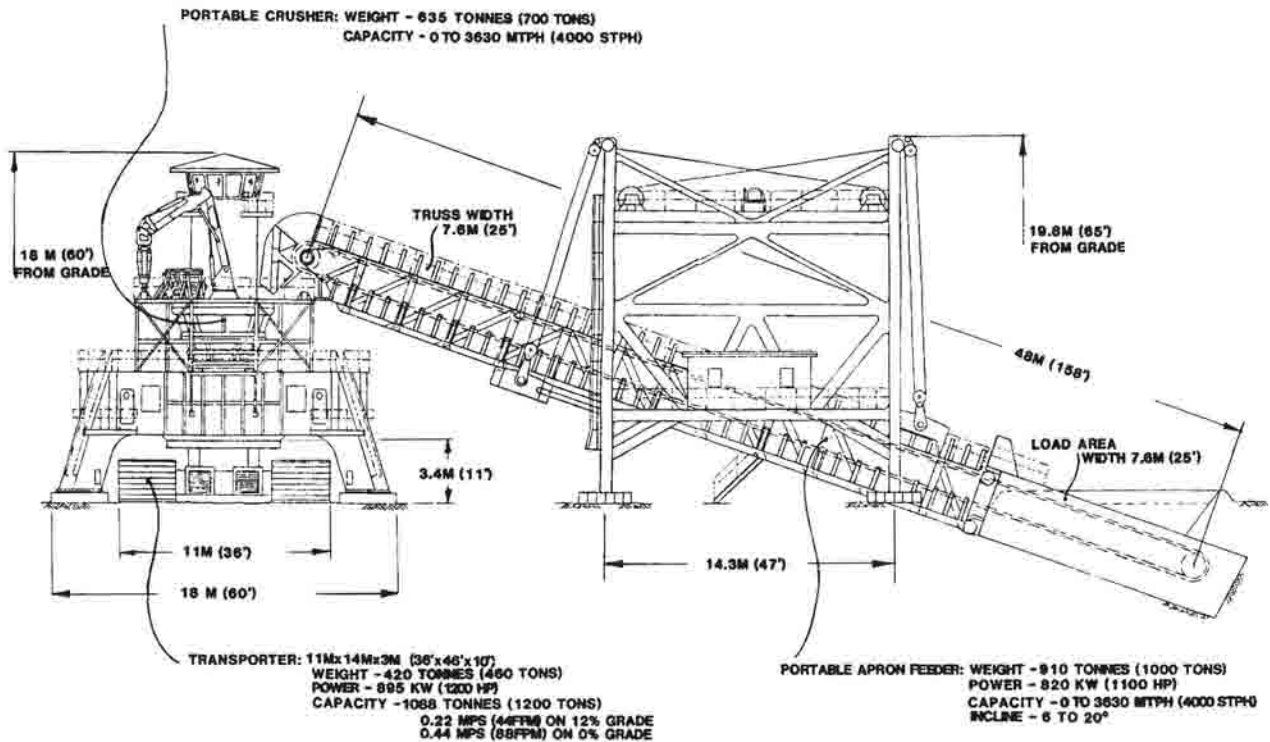 PORTABLE CRUSHER: WEIGHT - 635 TONNES (700 TONS)
CAPACITY - 0 TO 3630 MTPH (4000 STPH)
18 M (60')
FROM GRADE
TRUSS WIDTH
7.6M (25')
19.8M (65')
FROM GRADE
48M (158')
LOAD AREA
WIDTH 7.6M (25')
3.4M (11')
11M (36')
18 M (60')
14.3M (47')
TRANSPORTER: 11Mx14Mx3M (36'x46'x10')
WEIGHT - 420 TONNES (460 TONS)
POWER - 895 KW (1200 HP)
CAPACITY - 1088 TONNES (1200 TONS)
0.22 MPS (44FPM) ON 12% GRADE
0.44 MPS (88FPM) ON 0% GRADE
PORTABLE APRON FEEDER: WEIGHT - 910 TONNES (1000 TONS)
POWER - 820 KW (1100 HP)
CAPACITY - 0 TO 3630 MTPH (4000 STPH)
INCLINE - 6 TO 20°